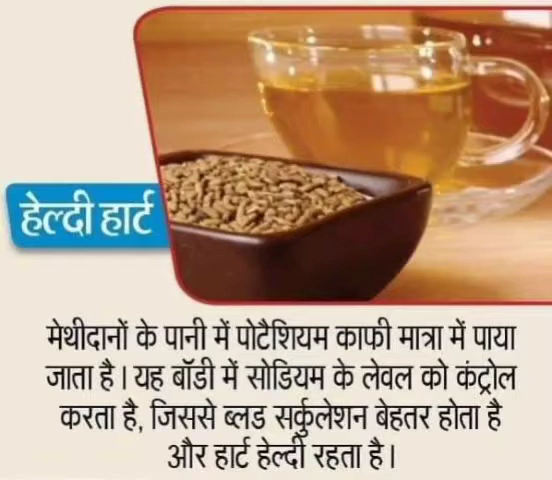 हेल्दी हार्ट
मेथीदानों के पानी में पोटैशियम काफी मात्रा में पाया
जाता है। यह बॉडी में सोडियम के लेवल को कंट्रोल
करता है, जिससे ब्लड सर्कुलेशन बेहतर होता है
और हार्ट हेल्दी रहता है।